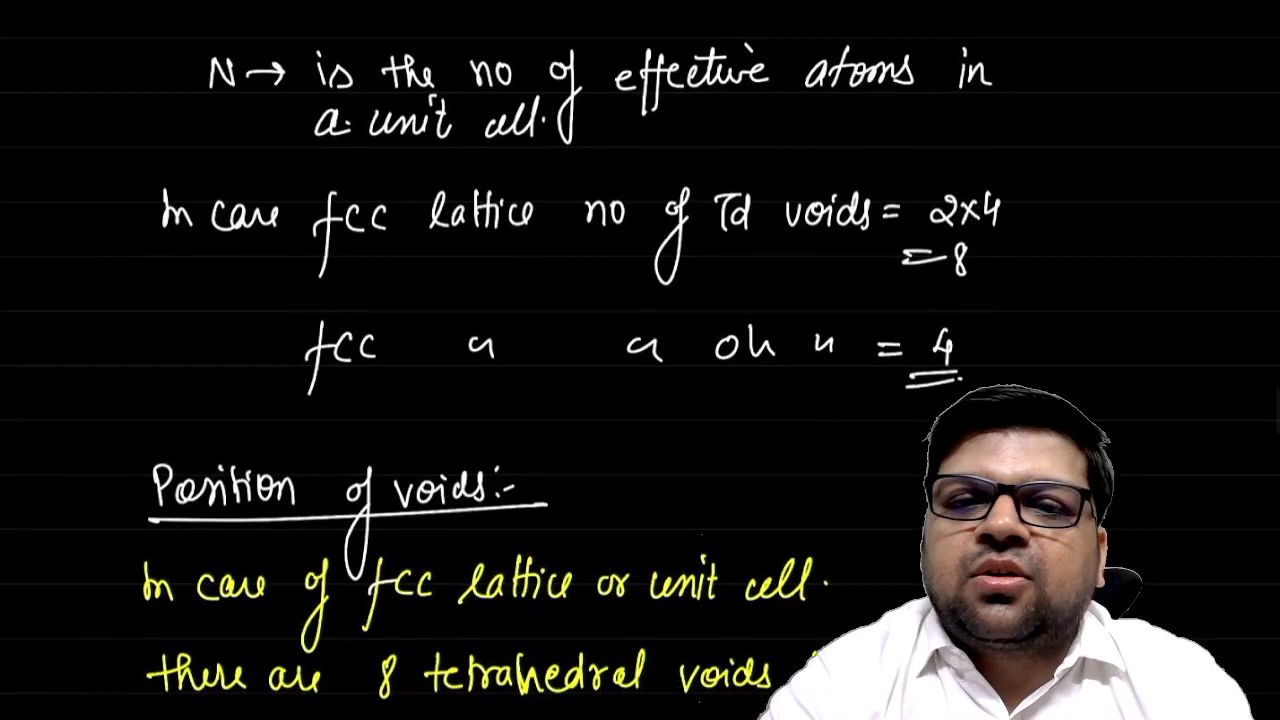 N → is the no of effective atoms in
a. unit cell.
In case fcc lattice no of Td voids = 2×4
= 8
fcc " " Oh " = 4
Position of voids:-
In case of fcc lattice or unit cell.
there are 8 tetrahedral voids